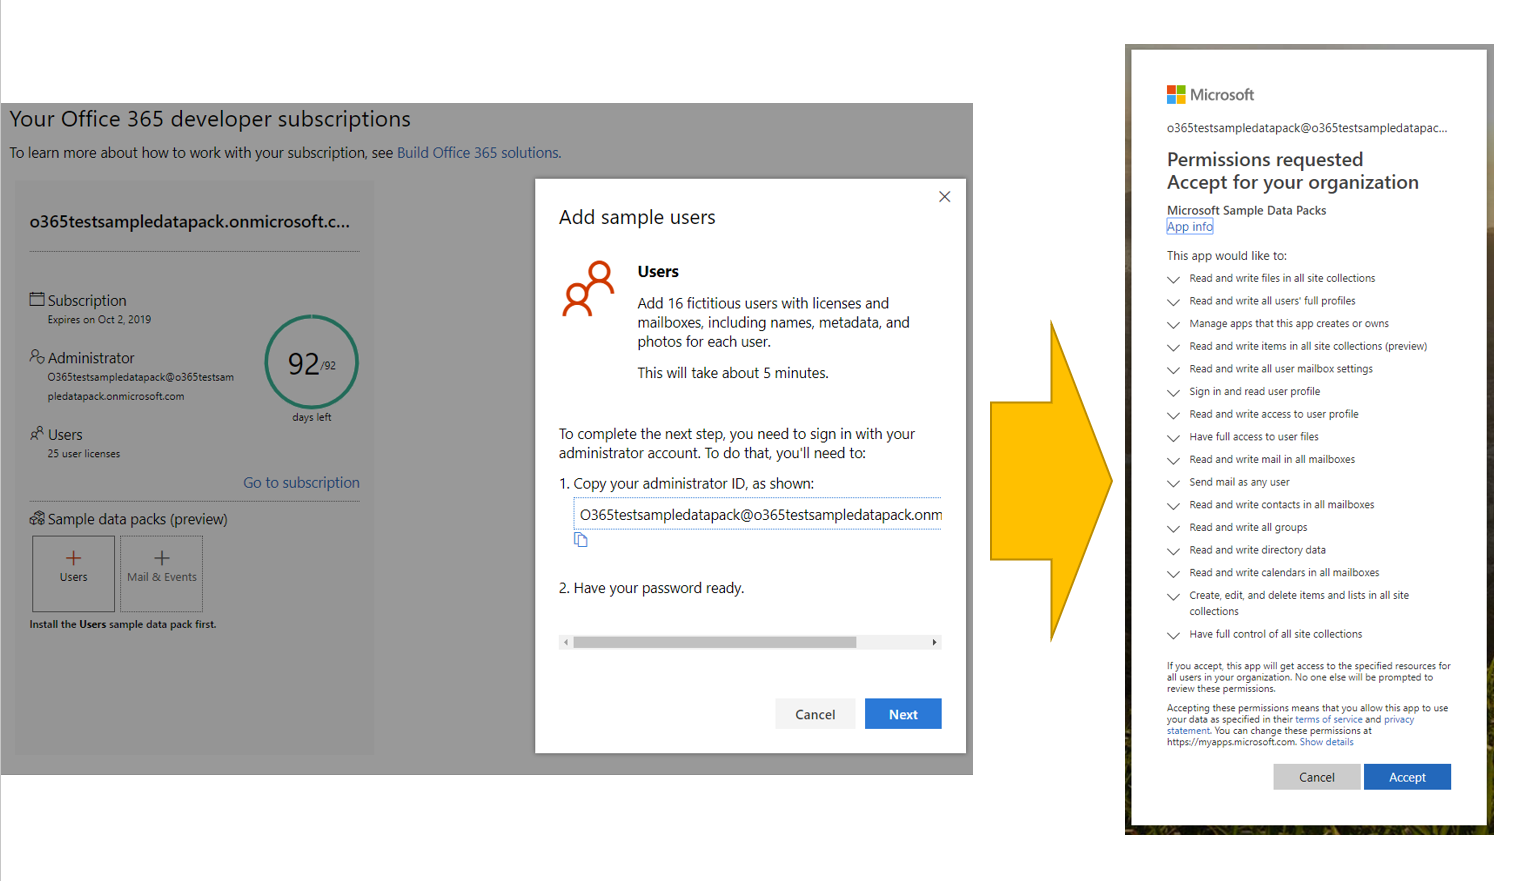 Your Office 365 developer subscriptions
To learn more about how to work with your subscription, see Build Office 365 solutions.
o365testsampledatapack.onmicrosoft.c...
Subscription
Expires on Oct 2, 2019
Administrator
O365testsampledatapack@o365testsam
pledatapack.onmicrosoft.com
92/92
days left
Users
25 user licenses
Go to subscription
Sample data packs (preview)
Users
Mail & Events
Install the Users sample data pack first.
Add sample users
Users
Add 16 fictitious users with licenses and
mailboxes, including names, metadata, and
photos for each user.
This will take about 5 minutes.
To complete the next step, you need to sign in with your
administrator account. To do that, you'll need to:
1. Copy your administrator ID, as shown:
O365testsampledatapack@o365testsampledatapack.onm
2. Have your password ready.
Cancel
Next
Microsoft
o365testsampledatapack@o365testsampledatapac...
Permissions requested
Accept for your organization
Microsoft Sample Data Packs
App info
This app would like to:
Read and write files in all site collections
Read and write all users' full profiles
Manage apps that this app creates or owns
Read and write items in all site collections (preview)
Read and write all user mailbox settings
Sign in and read user profile
Read and write access to user profile
Have full access to user files
Read and write mail in all mailboxes
Send mail as any user
Read and write contacts in all mailboxes
Read and write all groups
Read and write directory data
Read and write calendars in all mailboxes
Create, edit, and delete items and lists in all site
collections
Have full control of all site collections
If you accept, this app will get access to the specified resources for
all users in your organization. No one else will be prompted to
review these permissions.
Accepting these permissions means that you allow this app to use
your data as specified in their terms of service and privacy
statement. You can change these permissions at
https://myapps.microsoft.com. Show details
Cancel
Accept